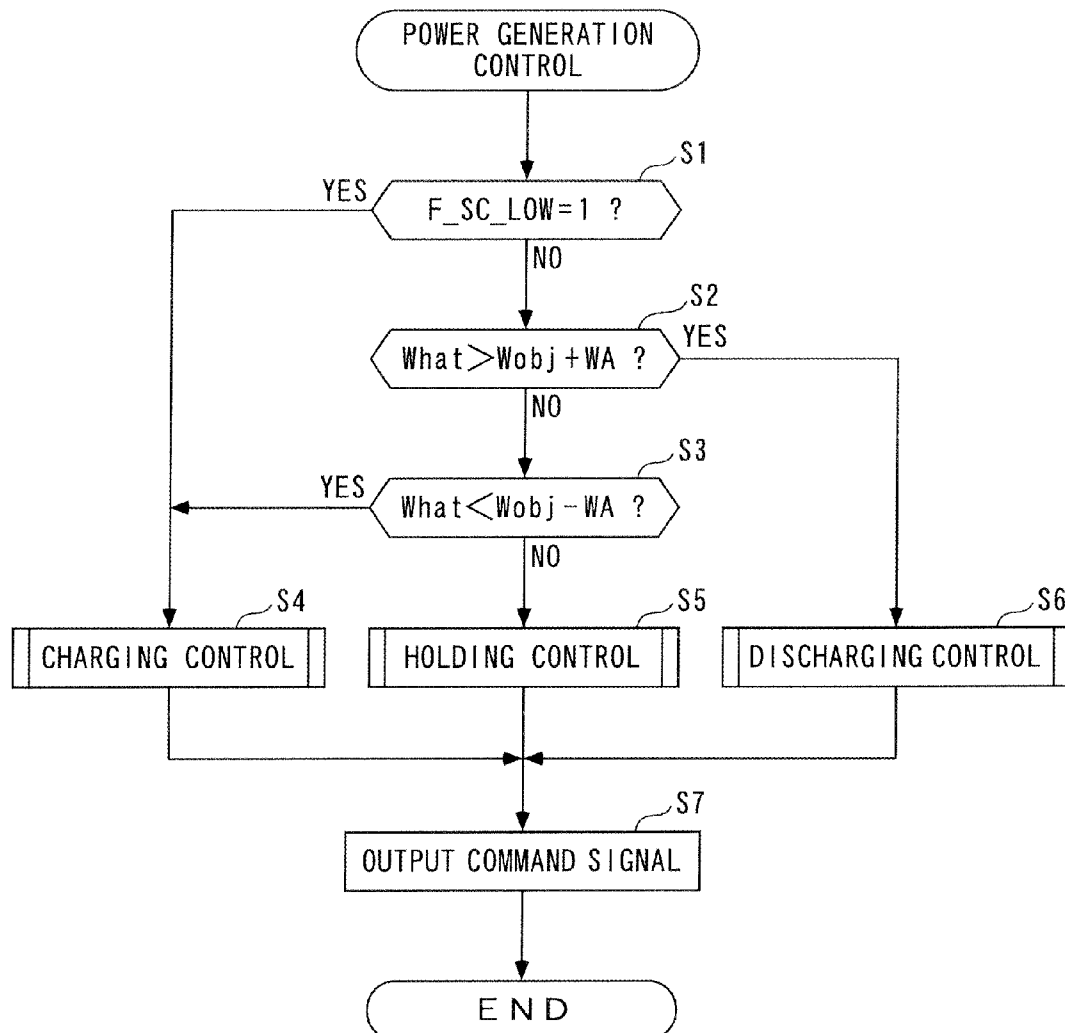 POWER GENERATION
CONTROL
S1
YES
F_SC_LOW=1 ?
NO
S2
YES
What>Wobj+WA ?
NO
S3
YES
What<Wobj-WA ?
NO
S4
S5
S6
CHARGING CONTROL
HOLDING CONTROL
DISCHARGING CONTROL
S7
OUTPUT COMMAND SIGNAL
END